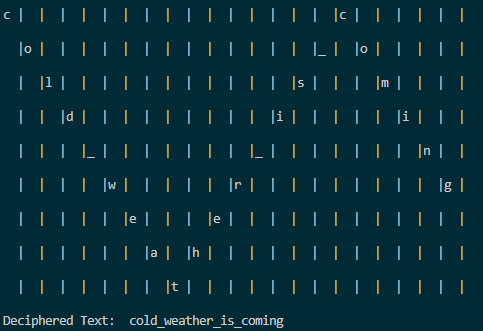 c |  |  |  |  |  |  |  |  |  |  |  |  |  |  |  |c |  |  |  |  |  |
  |o |  |  |  |  |  |  |  |  |  |  |  |  |  |_ |  |o |  |  |  |  |
  |  |l |  |  |  |  |  |  |  |  |  |  |  |s |  |  |  |m |  |  |  |
  |  |  |d |  |  |  |  |  |  |  |  |  |i |  |  |  |  |  |i |  |  |
  |  |  |  |_ |  |  |  |  |  |  |  |_ |  |  |  |  |  |  |  |n |  |
  |  |  |  |  |w |  |  |  |  |  |r |  |  |  |  |  |  |  |  |  |g |
  |  |  |  |  |  |e |  |  |  |e |  |  |  |  |  |  |  |  |  |  |  |
  |  |  |  |  |  |  |a |  |h |  |  |  |  |  |  |  |  |  |  |  |  |
  |  |  |  |  |  |  |  |t |  |  |  |  |  |  |  |  |  |  |  |  |  |
Deciphered Text:  cold_weather_is_coming